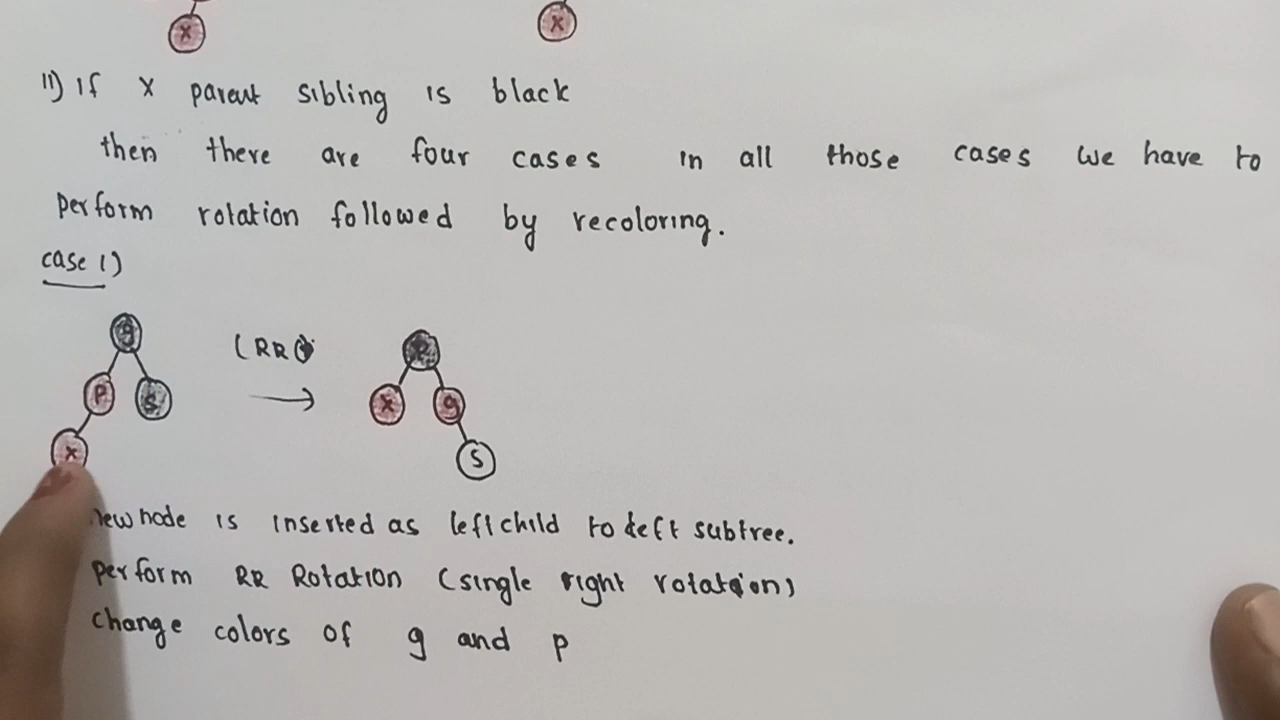 X X
II) If X parent sibling is black
then there are four cases in all those cases we have to
perform rotation followed by recoloring.
case 1)
g (RR) P
P S X g
X S
new node is inserted as left child to left subtree.
perform RR Rotation (single right rotation)
change colors of g and p